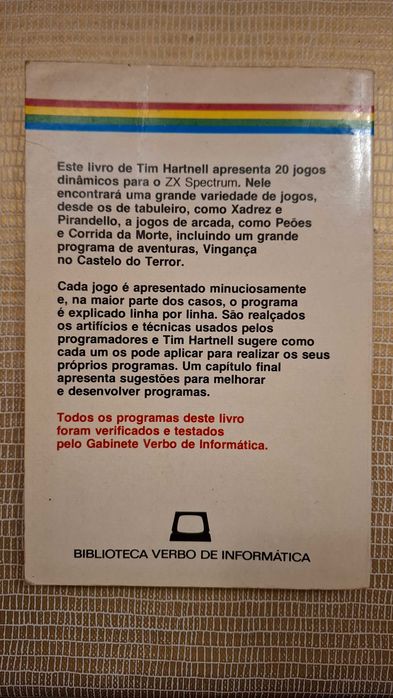 Este livro de Tim Hartnell apresenta 20 jogos
dinâmicos para o ZX Spectrum. Nele
encontrará uma grande variedade de jogos,
desde os de tabuleiro, como Xadrez e
Pirandello, a jogos de arcada, como Peões
e Corrida da Morte, incluindo um grande
programa de aventuras, Vingança
no Castelo do Terror.
Cada jogo é apresentado minuciosamente
e, na maior parte dos casos, o programa
é explicado linha por linha. São realçados
os artifícios e técnicas usados pelos
programadores e Tim Hartnell sugere como
cada um os pode aplicar para realizar os seus
próprios programas. Um capítulo final
apresenta sugestões para melhorar
e desenvolver programas.
Todos os programas deste livro
foram verificados e testados
pelo Gabinete Verbo de Informática.
BIBLIOTECA VERBO DE INFORMÁTICA